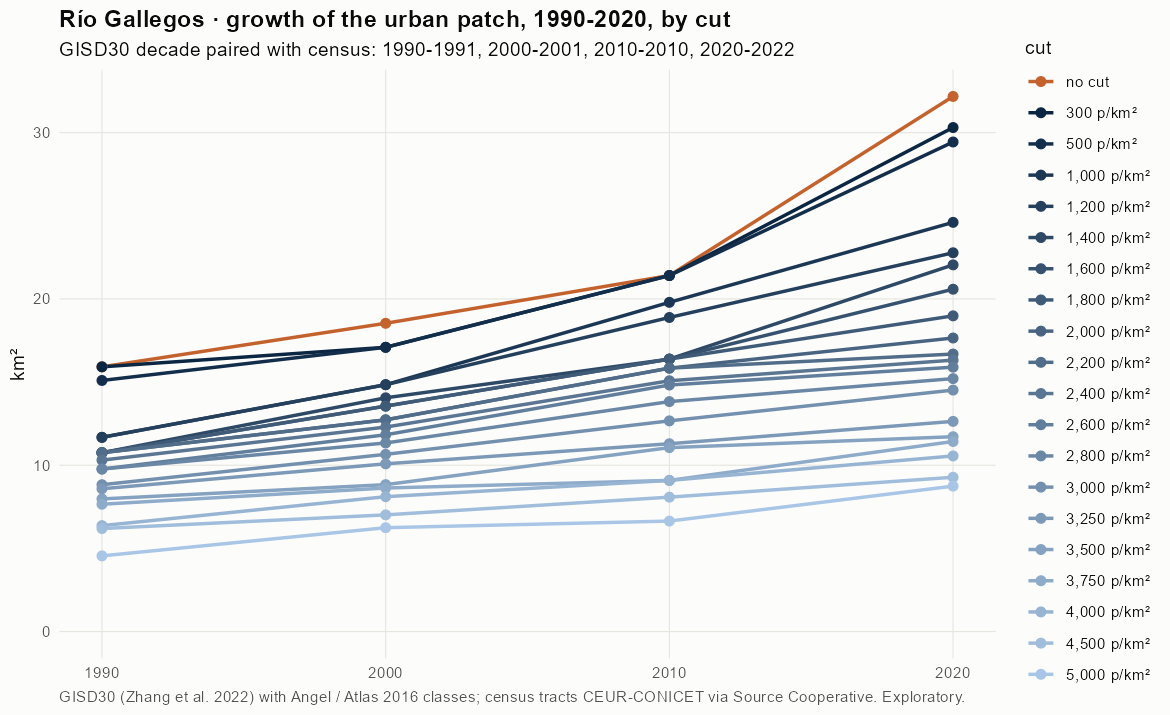 Río Gallegos · growth of the urban patch, 1990-2020, by cut
GISD30 decade paired with census: 1990-1991, 2000-2001, 2010-2010, 2020-2022
cut
no cut
300 p/km²
500 p/km²
1,000 p/km²
1,200 p/km²
1,400 p/km²
1,600 p/km²
1,800 p/km²
2,000 p/km²
2,200 p/km²
2,400 p/km²
2,600 p/km²
2,800 p/km²
3,000 p/km²
3,250 p/km²
3,500 p/km²
3,750 p/km²
4,000 p/km²
4,500 p/km²
5,000 p/km²
km²
30
20
10
0
1990
2000
2010
2020
GISD30 (Zhang et al. 2022) with Angel / Atlas 2016 classes; census tracts CEUR-CONICET via Source Cooperative. Exploratory.